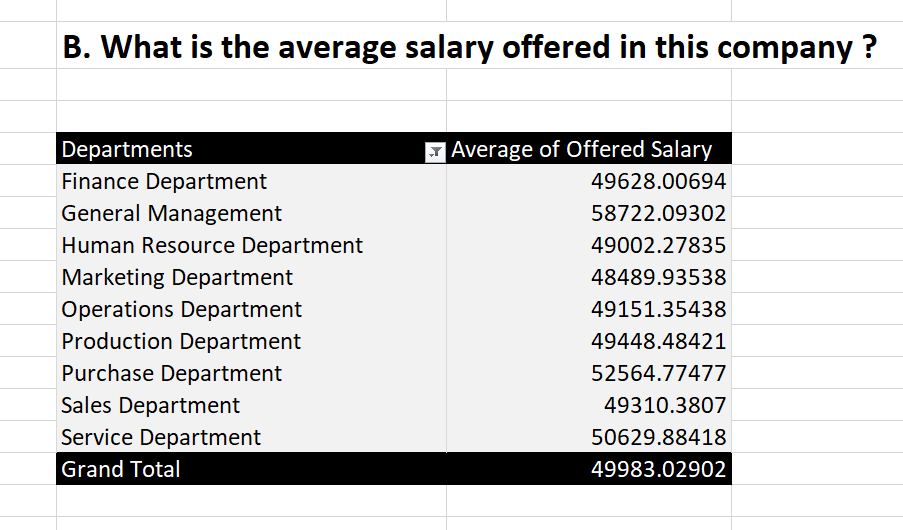 B. What is the average salary offered in this company ?
Departments Average of Offered Salary
Finance Department 49628.00694
General Management 58722.09302
Human Resource Department 49002.27835
Marketing Department 48489.93538
Operations Department 49151.35438
Production Department 49448.48421
Purchase Department 52564.77477
Sales Department 49310.3807
Service Department 50629.88418
Grand Total 49983.02902